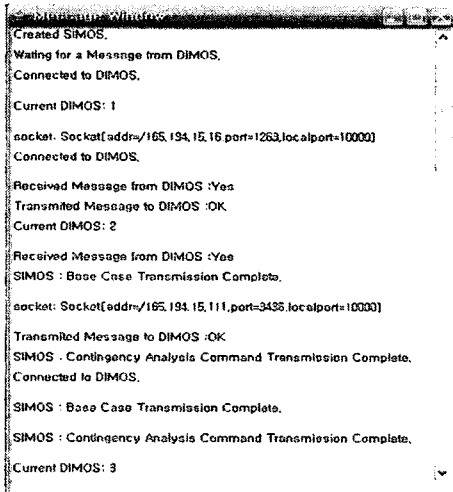 Message Window
Created SIMOS,
Wating for a Message from DIMOS,
Connected to DIMOS,
Current DIMOS: 1
socket: Socket[addr=/165,194,15,16,port=1263,localport=10000]
Connected to DIMOS,
Received Message from DIMOS :Yes
Transmited Message to DIMOS :OK
Current DIMOS: 2
Received Message from DIMOS :Yes
SIMOS : Base Case Transmission Complete,
socket: Socket[addr=/165,194,15,111,port=3436,localport=10000]
Transmited Message to DIMOS :OK
SIMOS : Contingency Analysis Command Transmission Complete,
Connected to DIMOS,
SIMOS : Base Case Transmission Complete,
SIMOS : Contingency Analysis Command Transmission Complete,
Current DIMOS: 3